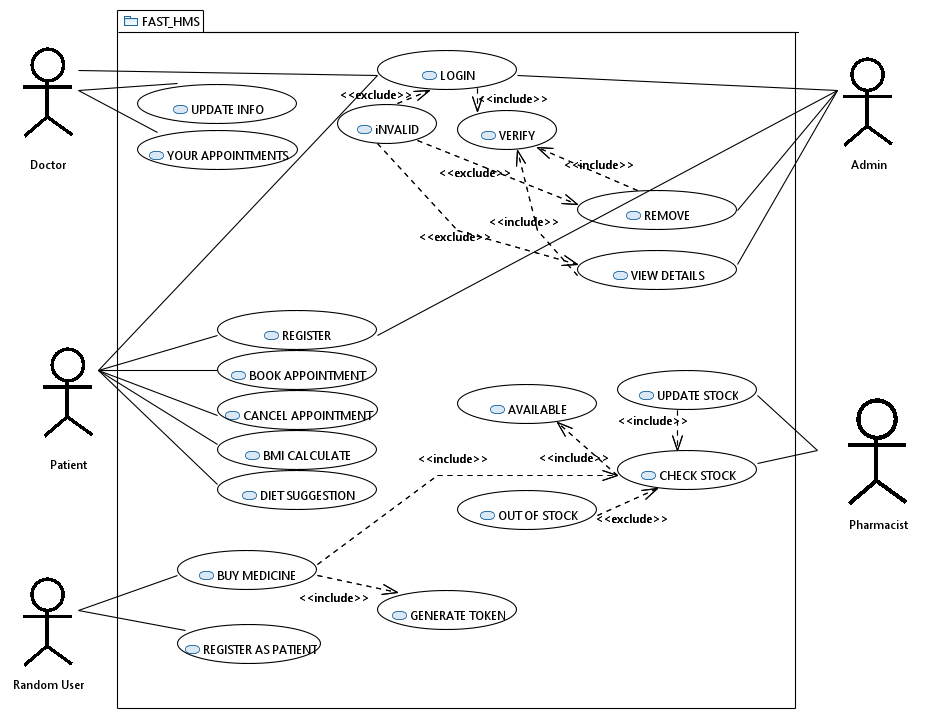 FAST_HMS
LOGIN
<<exclude>>
<<include>>
UPDATE INFO
iNVALID
VERIFY
YOUR APPOINTMENTS
Doctor
Admin
<<include>>
<<exclude>>
REMOVE
<<include>>
<<exclude>>
VIEW DETAILS
REGISTER
BOOK APPOINTMENT
UPDATE STOCK
CANCEL APPOINTMENT
AVAILABLE
<<include>>
BMI CALCULATE
<<include>>
<<include>>
Patient
CHECK STOCK
DIET SUGGESTION
OUT OF STOCK
<<exclude>>
Pharmacist
BUY MEDICINE
<<include>>
GENERATE TOKEN
REGISTER AS PATIENT
Random User